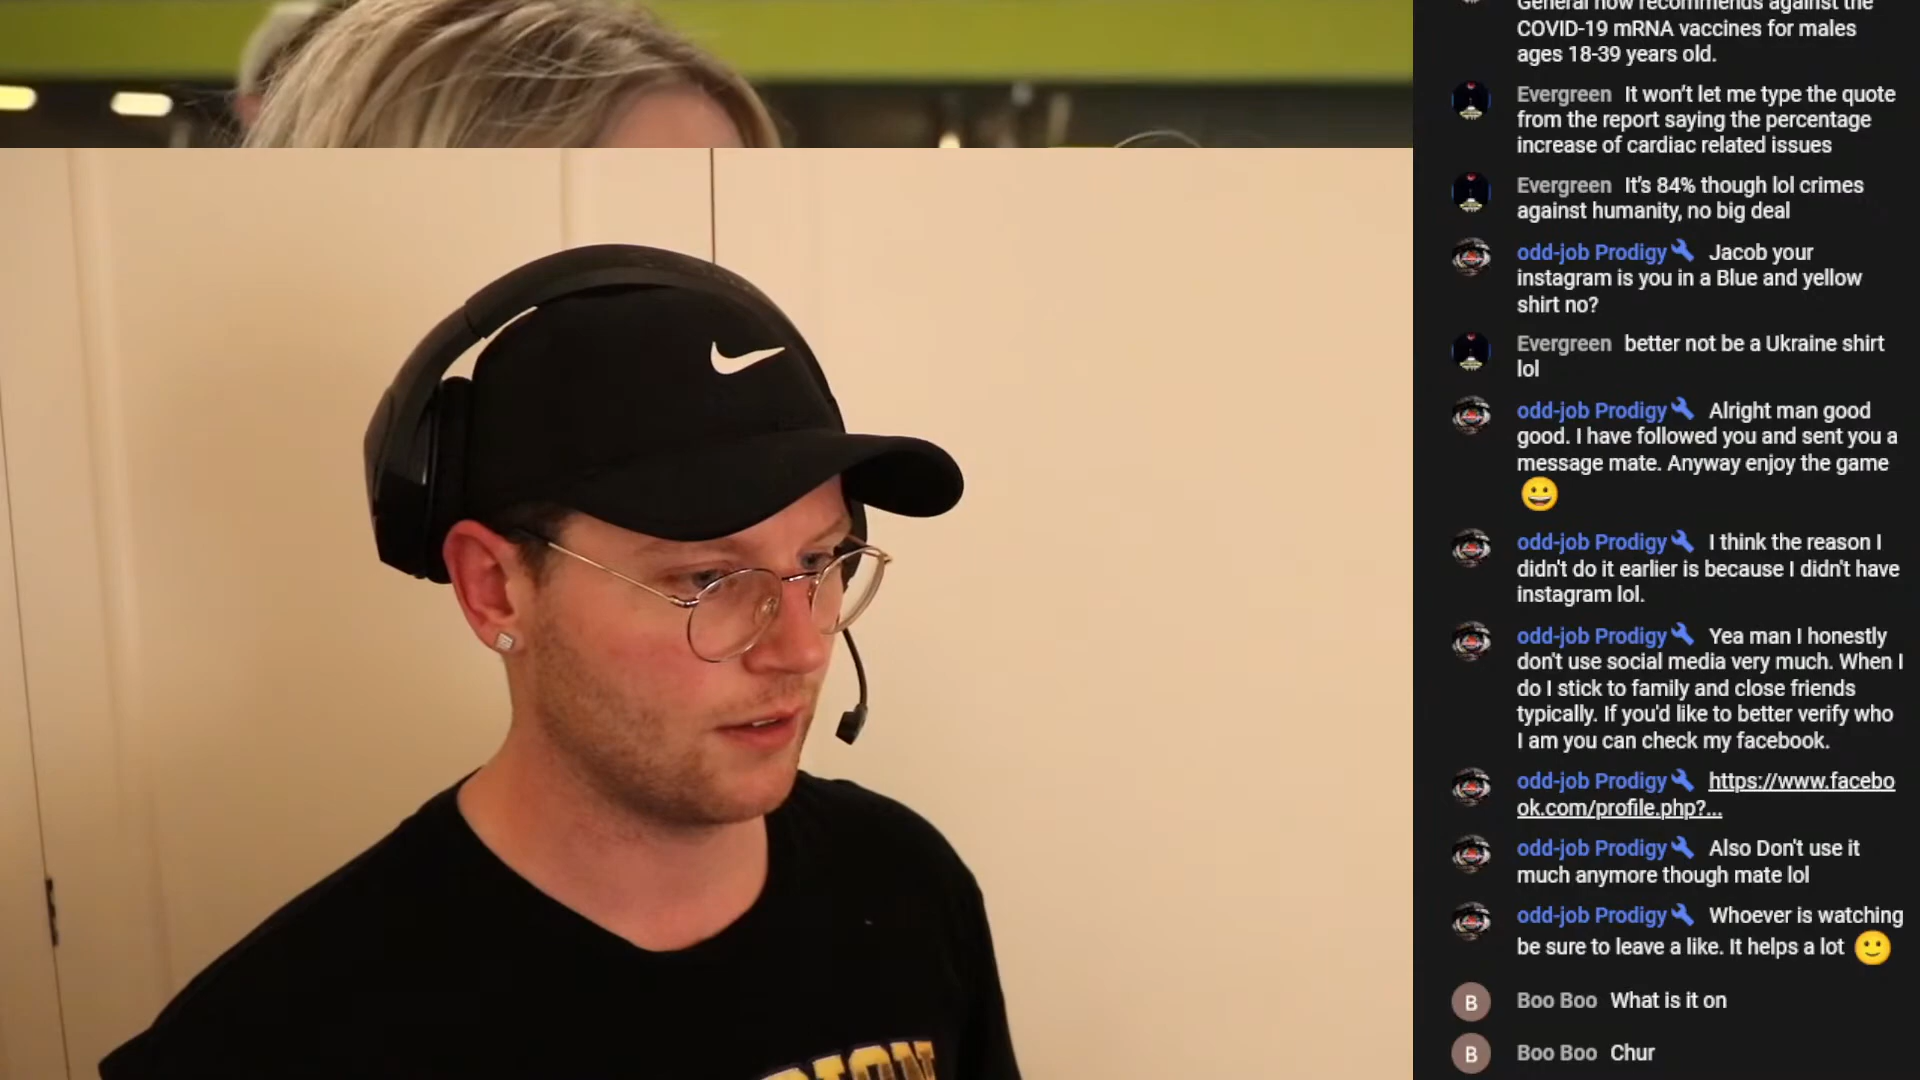 General now recommends against the
COVID-19 mRNA vaccines for males
ages 18-39 years old.
Evergreen It won't let me type the quote
from the report saying the percentage
increase of cardiac related issues
Evergreen It's 84% though lol crimes
against humanity, no big deal
odd-job Prodigy Jacob your
instagram is you in a Blue and yellow
shirt no?
Evergreen better not be a Ukraine shirt
lol
odd-job Prodigy Alright man good
good. I have followed you and sent you a
message mate. Anyway enjoy the game
😀
odd-job Prodigy I think the reason I
didn't do it earlier is because I didn't have
instagram lol.
odd-job Prodigy Yea man I honestly
don't use social media very much. When I
do I stick to family and close friends
typically. If you'd like to better verify who
I am you can check my facebook.
odd-job Prodigy https://www.facebo
ok.com/profile.php?...
odd-job Prodigy Also Don't use it
much anymore though mate lol
odd-job Prodigy Whoever is watching
be sure to leave a like. It helps a lot 🙂
B Boo Boo What is it on
B Boo Boo Chur